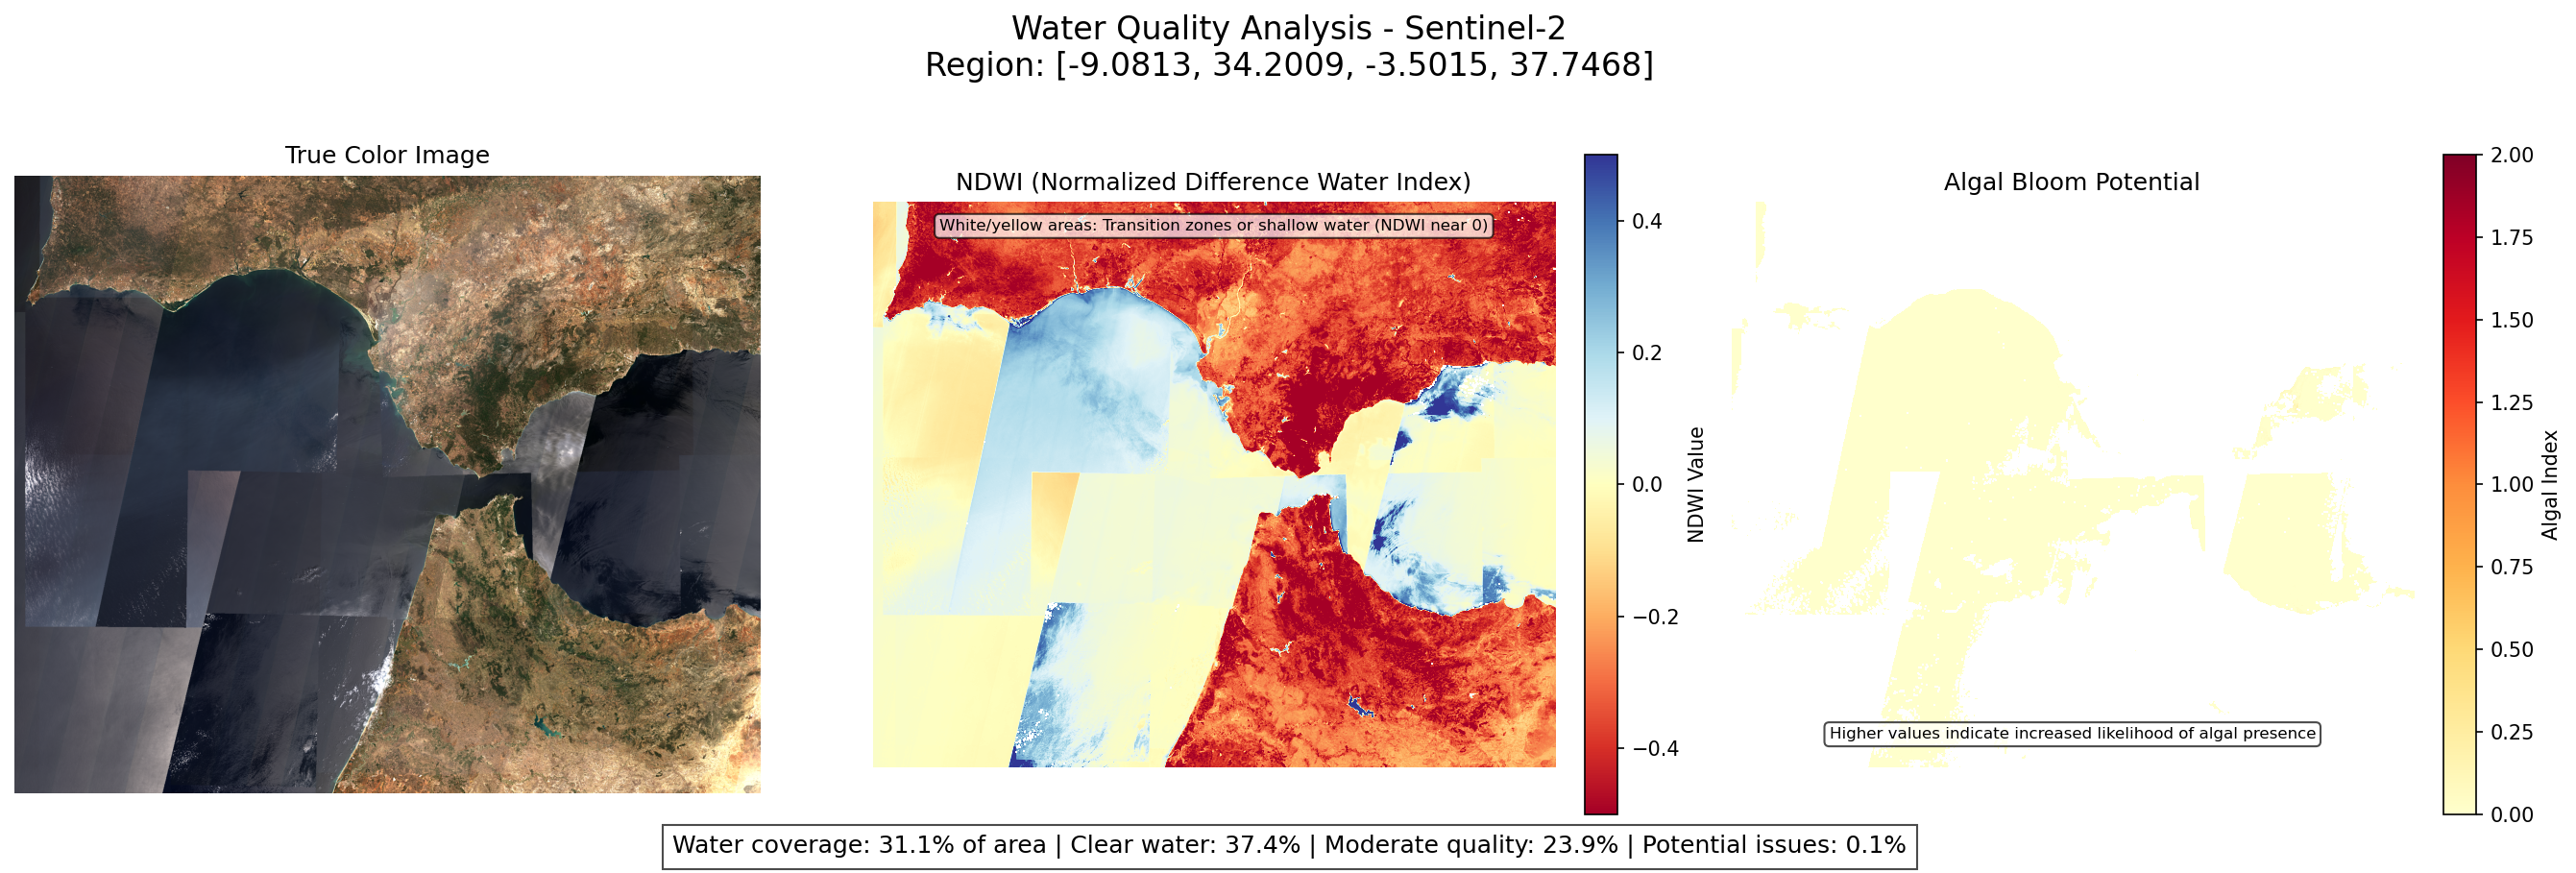 Water Quality Analysis - Sentinel-2
Region: [-9.0813, 34.2009, -3.5015, 37.7468]
True Color Image
NDWI (Normalized Difference Water Index)
White/yellow areas: Transition zones or shallow water (NDWI near 0)
0.4
0.2
0.0
−0.2
−0.4
NDWI Value
Algal Bloom Potential
Higher values indicate increased likelihood of algal presence
2.00
1.75
1.50
1.25
1.00
0.75
0.50
0.25
0.00
Algal Index
Water coverage: 31.1% of area | Clear water: 37.4% | Moderate quality: 23.9% | Potential issues: 0.1%